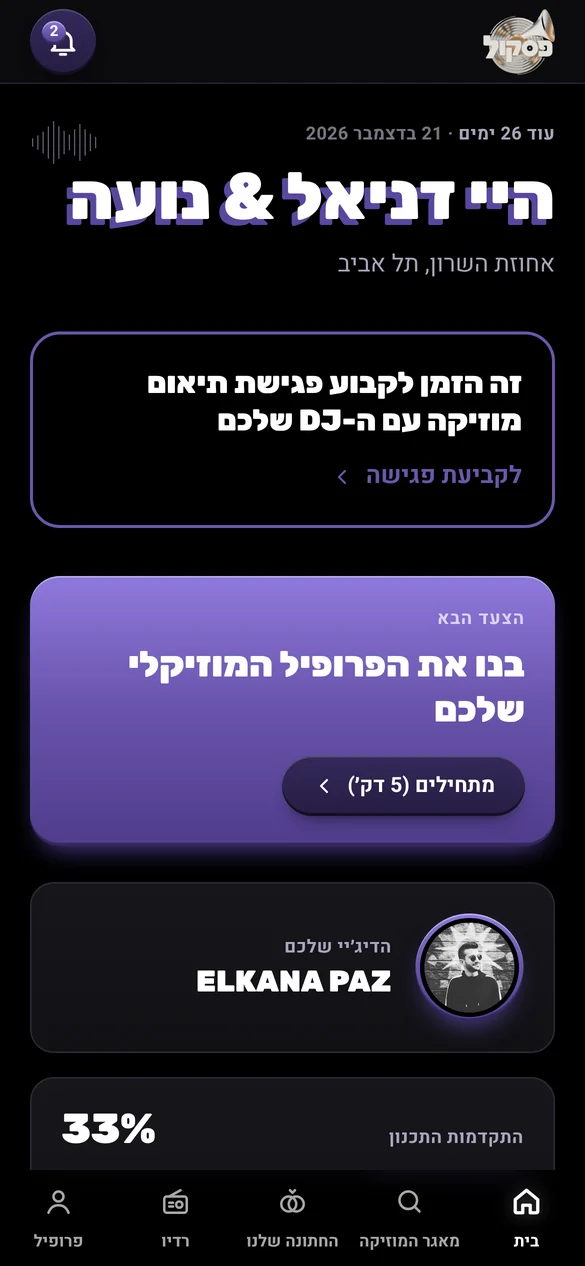 פסקול
2
עוד 26 ימים · 21 בדצמבר 2026
היי דניאל & נועה
אחוזת השרון, תל אביב
זה הזמן לקבוע פגישת תיאום
מוזיקה עם ה-DJ שלכם
לקביעת פגישה
הצעד הבא
בנו את הפרופיל המוזיקלי
שלכם
מתחילים (5 דק׳)
הדיג׳יי שלכם
ELKANA PAZ
התקדמות התכנון
33%
בית
מאגר המוזיקה
החתונה שלנו
רדיו
פרופיל